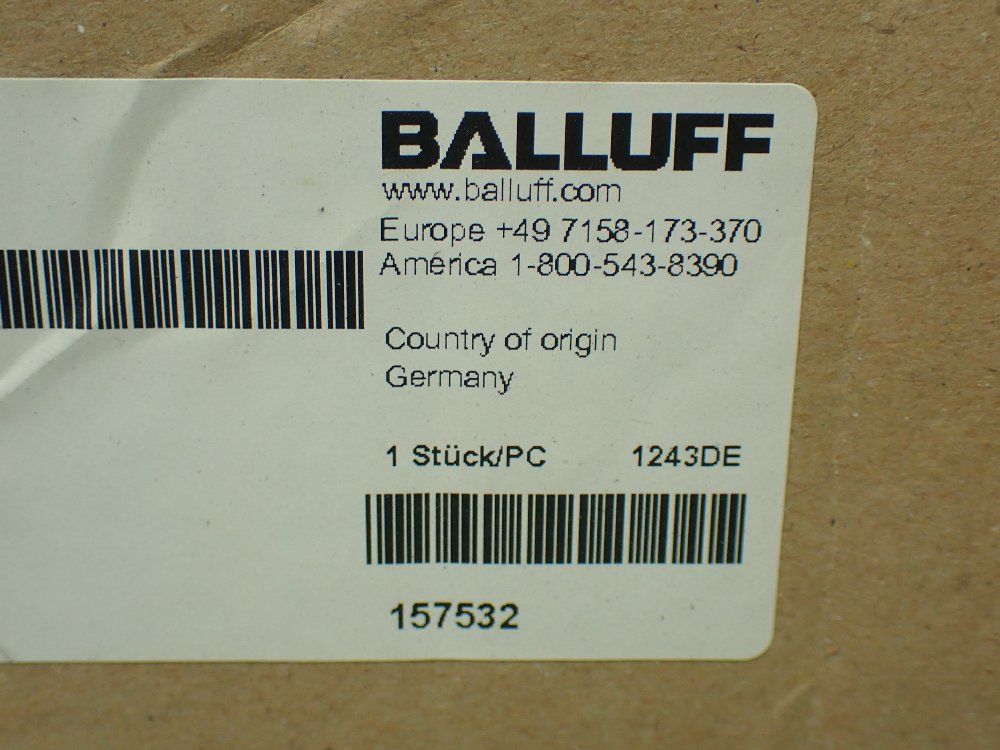 BALLUFF
www.balluff.com
Europe +49 7158-173-370
América 1-800-543-8390
Country of origin
Germany
1 Stück/PC 1243DE
157532